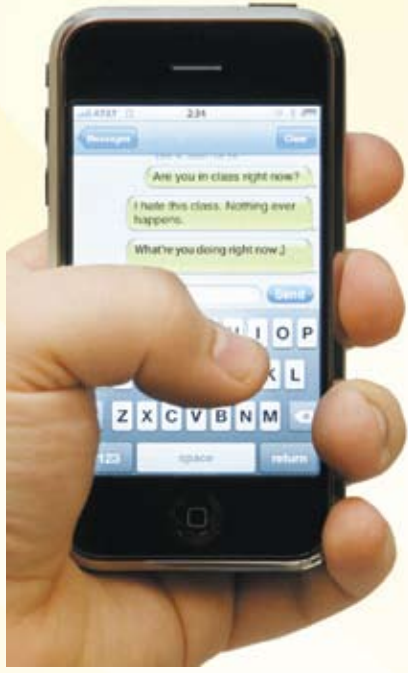 AT&T 2:34
Messages Clear
Are you in class right now?
I hate this class. Nothing ever
happens.
What're you doing right now ;)
Send
I O P
K L
Z X C V B N M
123 space return